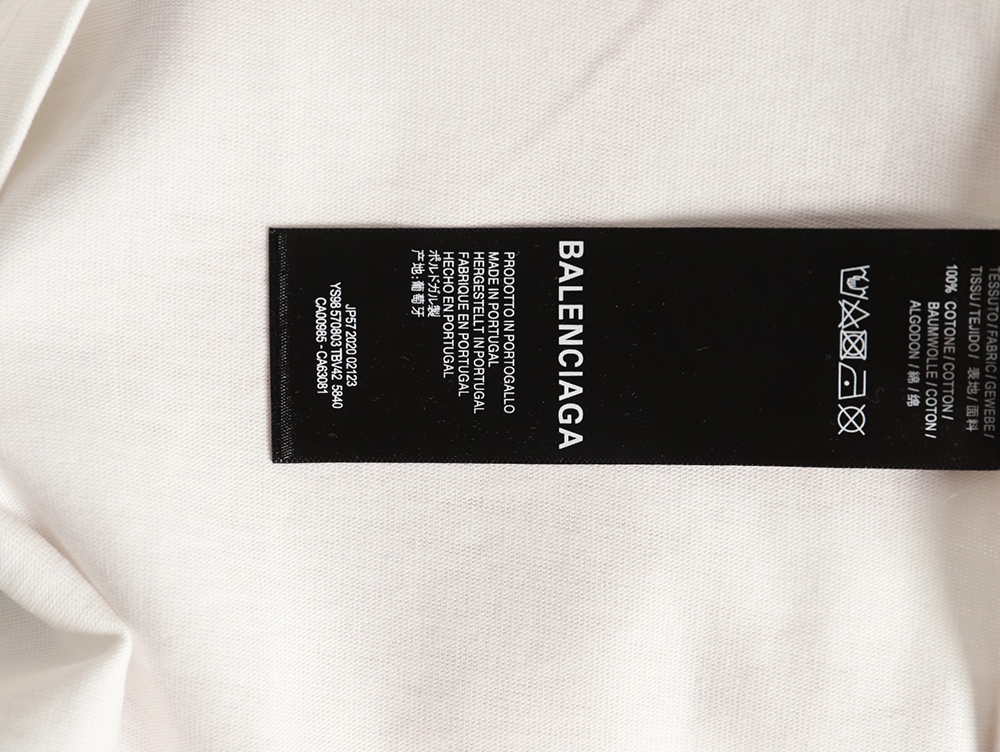 TESSUTO / FABRIC / GEWEBE /
TISSU / TEJIDO / 表地 / 面料
100% COTONE / COTTON /
BAUMWOLLE / COTON /
ALGODON / 綿 / 绵
BALENCIAGA
PRODOTTO IN PORTOGALLO
MADE IN PORTUGAL
HERGESTELLT IN PORTUGAL
FABRIQUE EN PORTUGAL
HECHO EN PORTUGAL
ポルトガル製
产地:葡萄牙
JP57 2020 02123
YS98 570803 TBV42 5840
CA00985 - CA63081